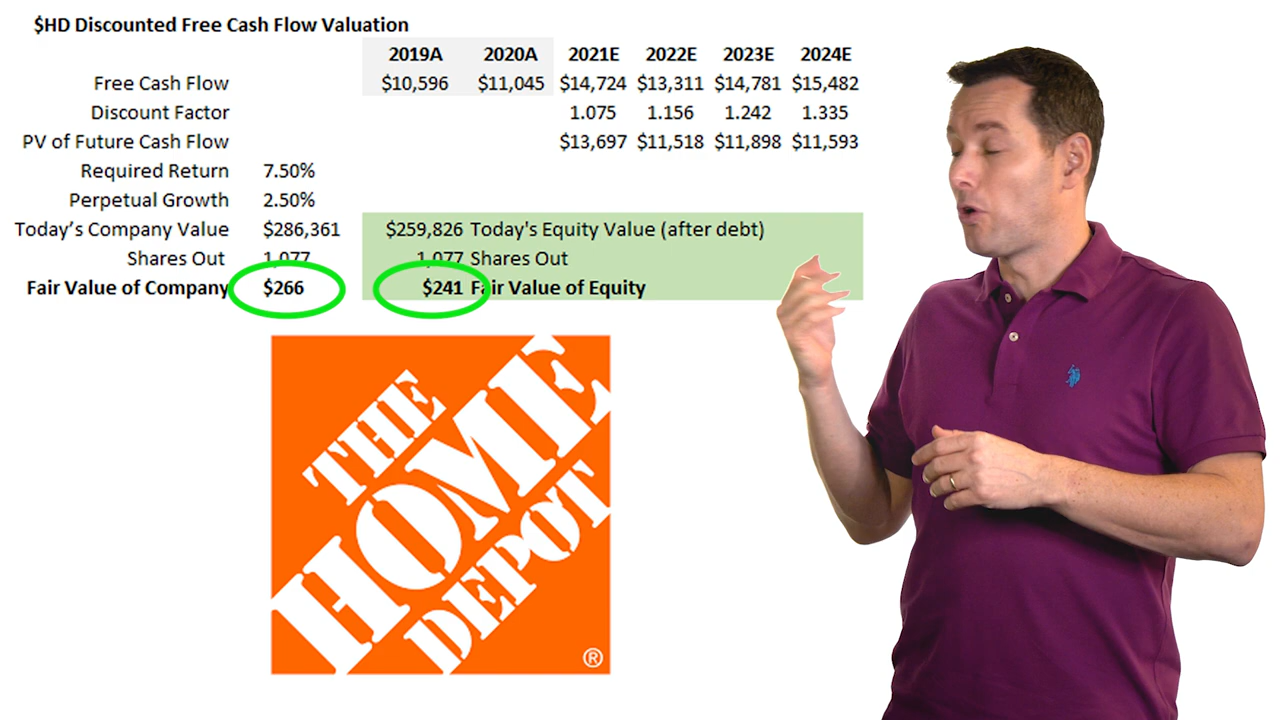 $HD Discounted Free Cash Flow Valuation
2019A 2020A 2021E 2022E 2023E 2024E
Free Cash Flow $10,596 $11,045 $14,724 $13,311 $14,781 $15,482
Discount Factor 1.075 1.156 1.242 1.335
PV of Future Cash Flow $13,697 $11,518 $11,898 $11,593
Required Return 7.50%
Perpetual Growth 2.50%
Today's Company Value $286,361 $259,826 Today's Equity Value (after debt)
Shares Out 1,077 1,077 Shares Out
Fair Value of Company $266 $241 Fair Value of Equity
THE
HOME
DEPOT
®